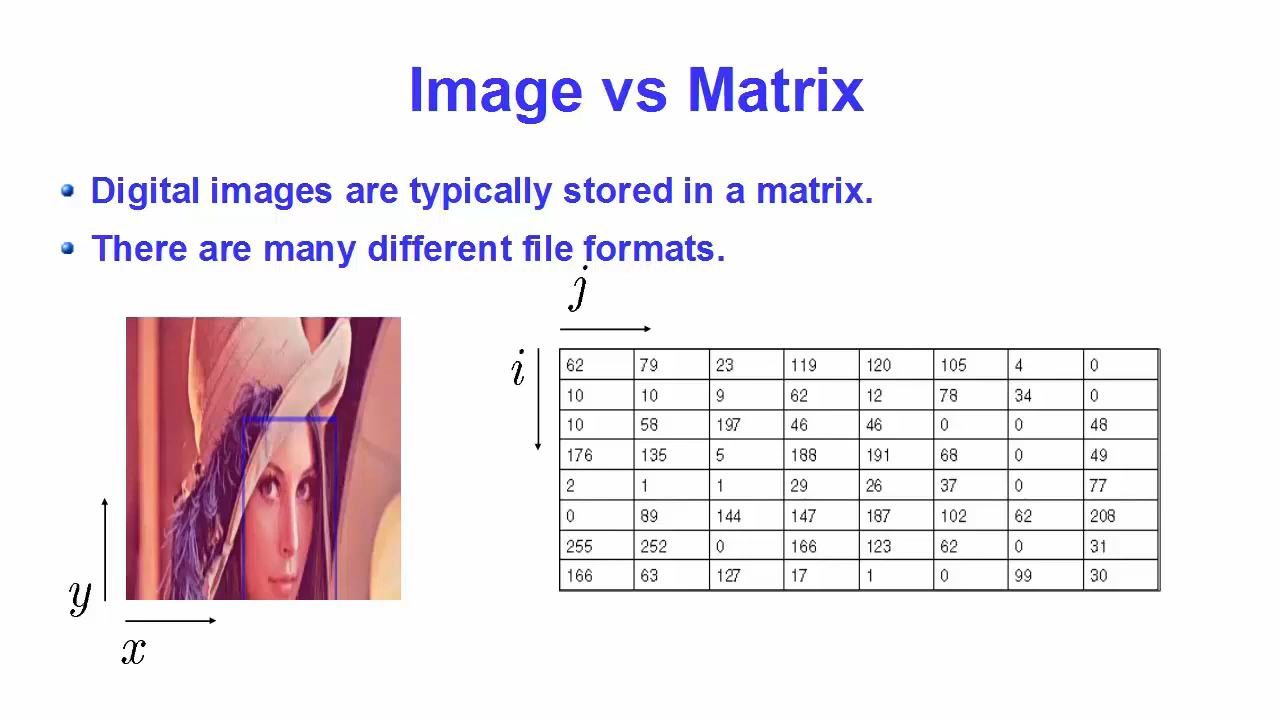 Image vs Matrix
Digital images are typically stored in a matrix.
There are many different file formats.
j
i
62 79 23 119 120 105 4 0
10 10 9 62 12 78 34 0
10 58 197 46 46 0 0 48
176 135 5 188 191 68 0 49
2 1 1 29 26 37 0 77
0 89 144 147 187 102 62 208
255 252 0 166 123 62 0 31
166 63 127 17 1 0 99 30
y
x